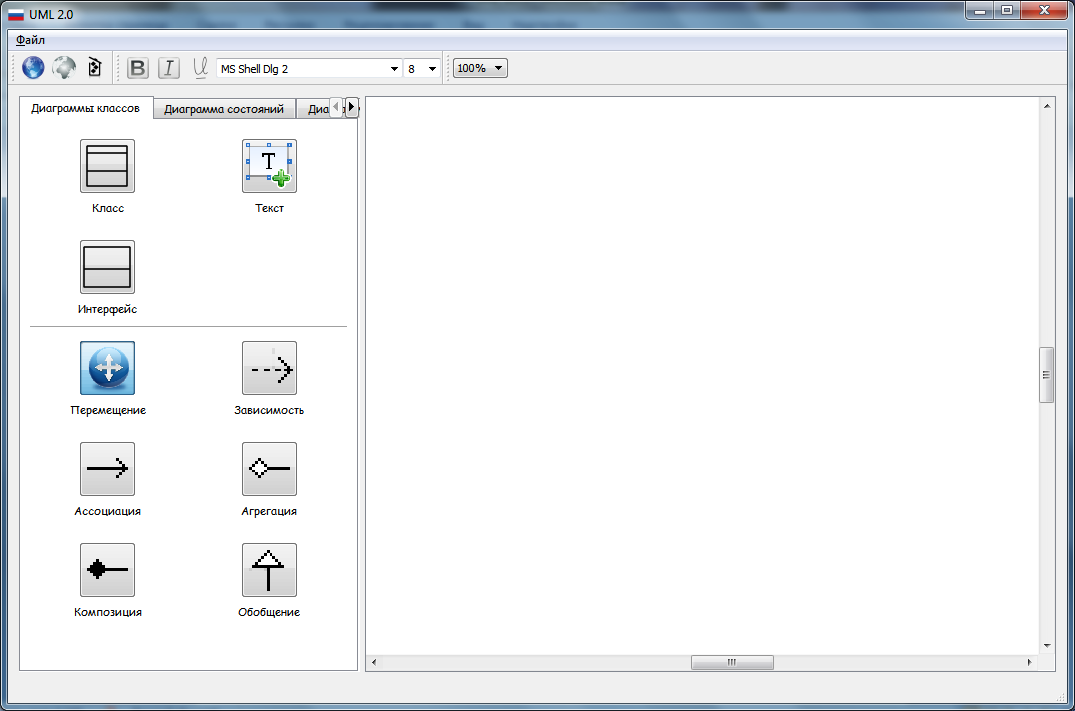 UML 2.0
Файл
B I U MS Shell Dlg 2 8 100%
Диаграммы классов Диаграмма состояний Диа
Класс T Текст
Интерфейс
Перемещение Зависимость
Ассоциация Агрегация
Композиция Обобщение